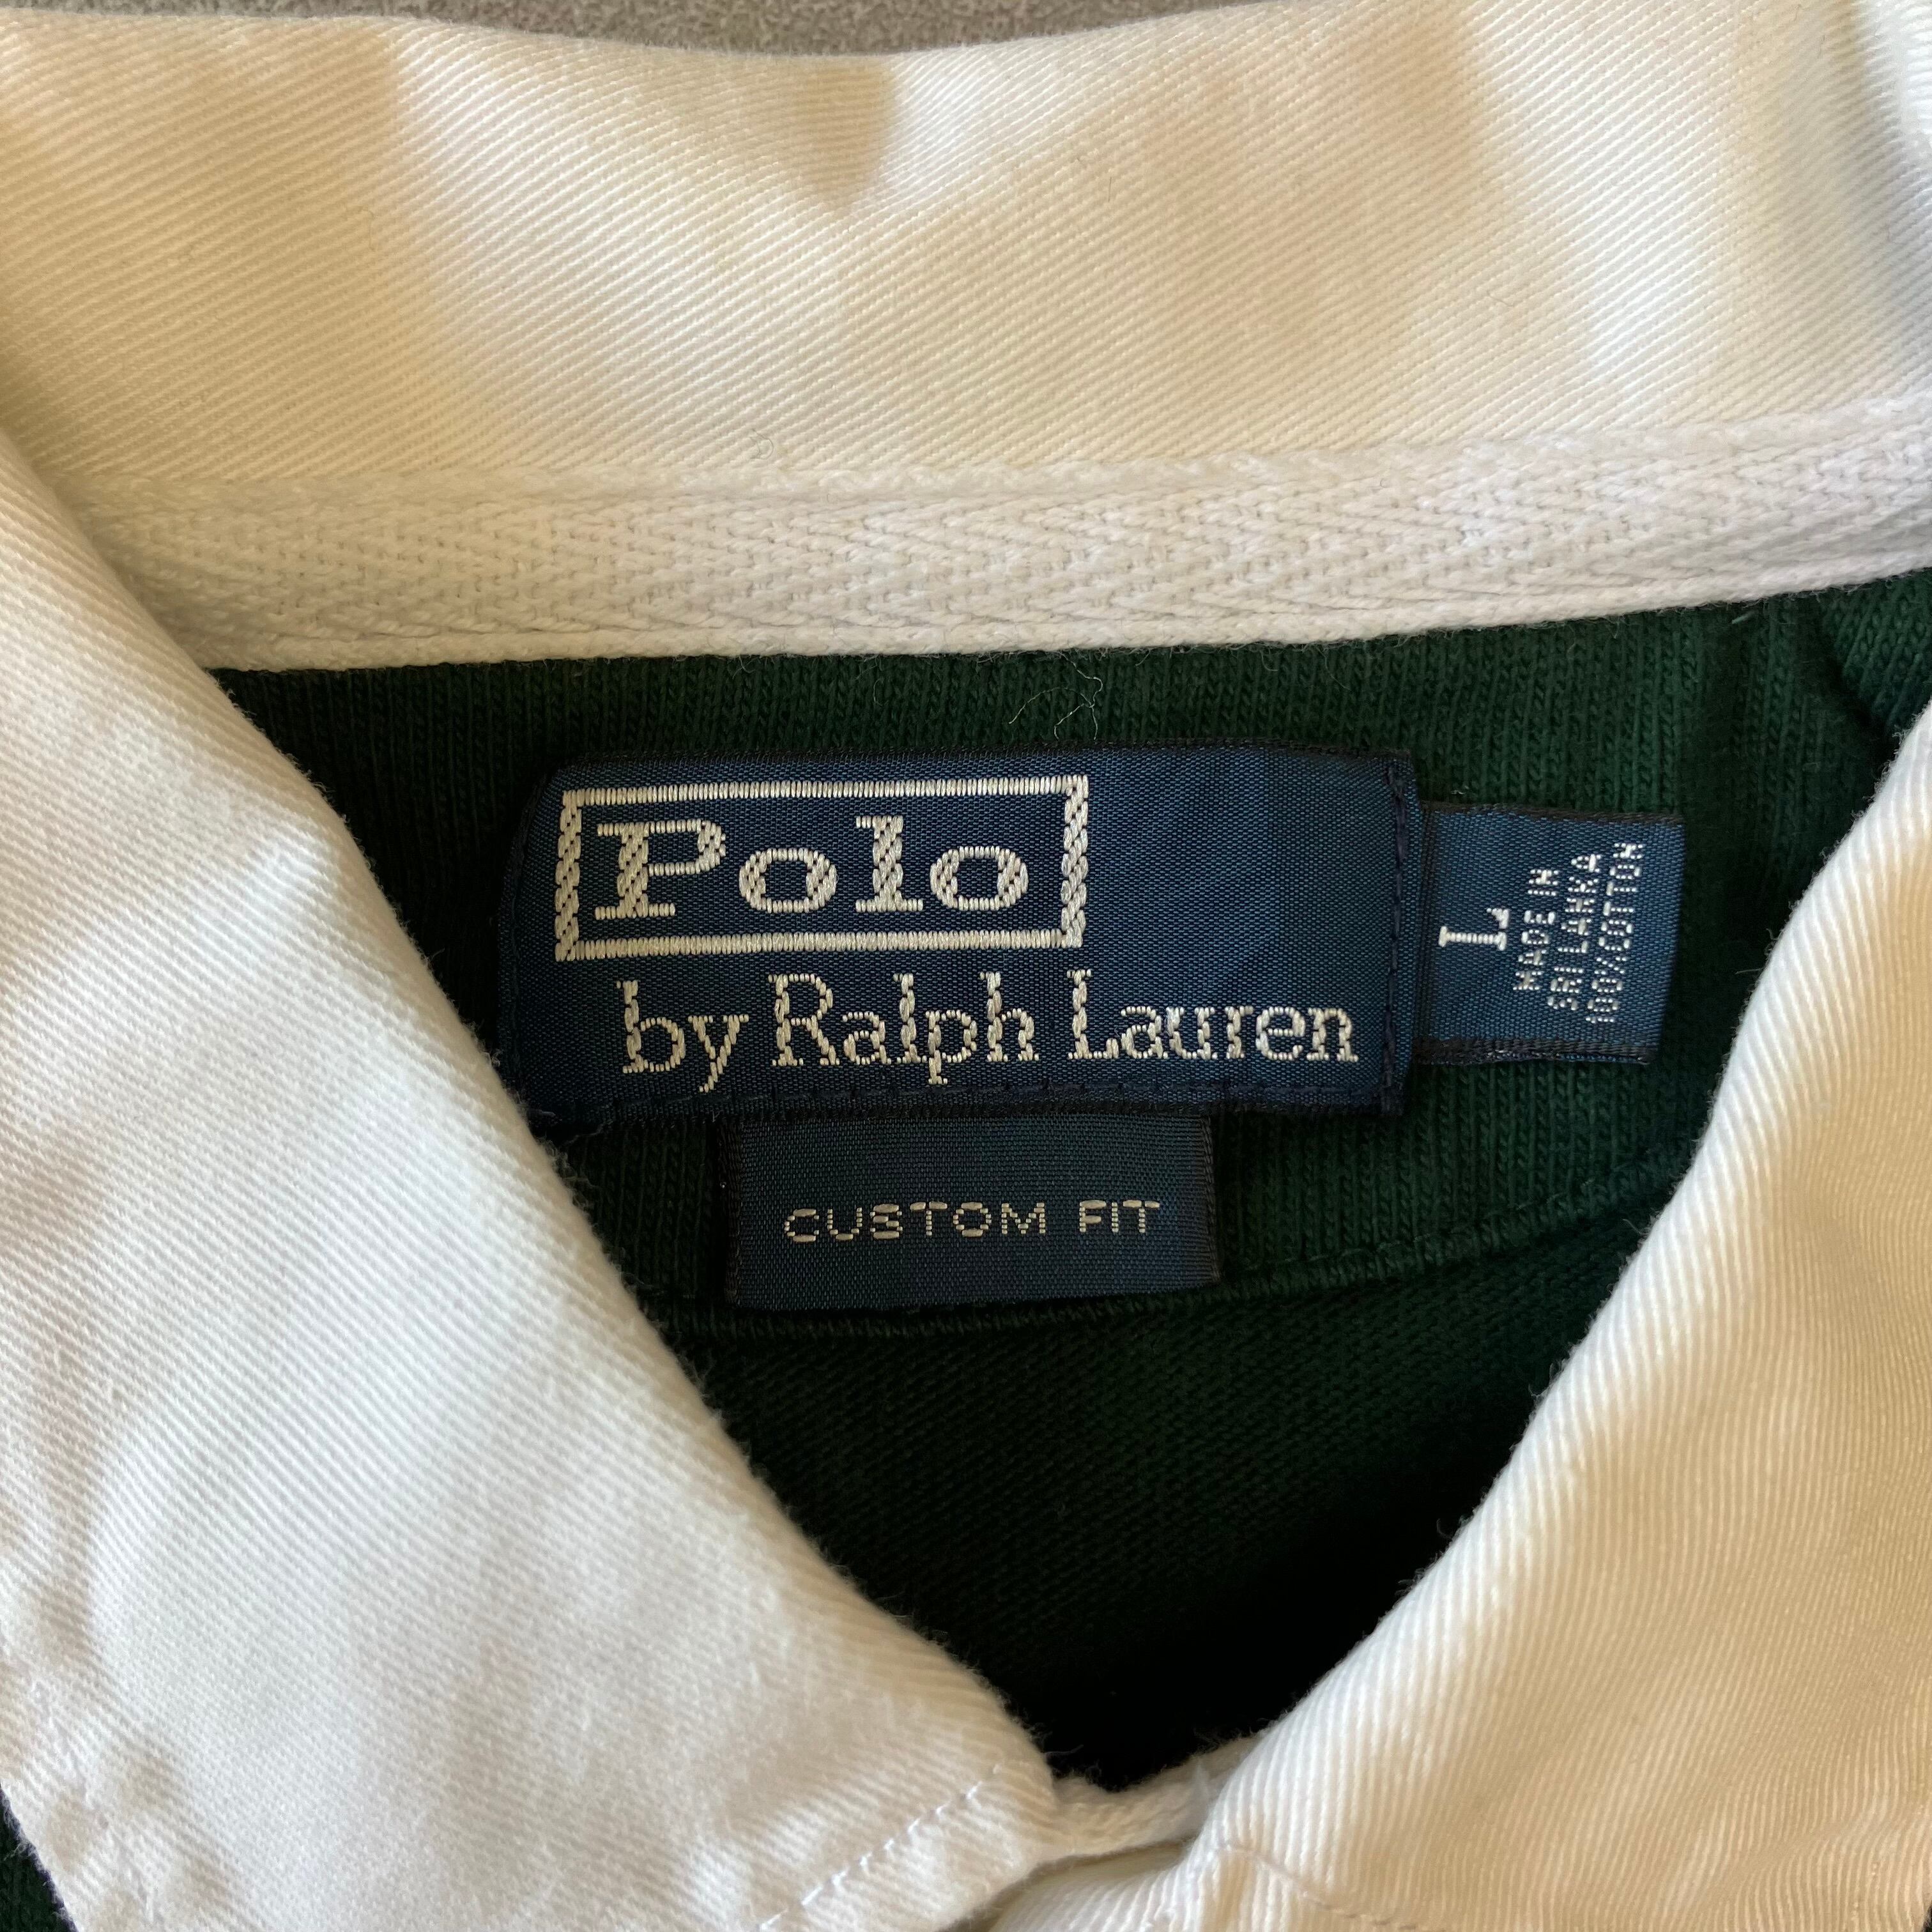 Polo
by Ralph Lauren
L
MADE IN
SRI LANKA
100% COTTON
CUSTOM FIT